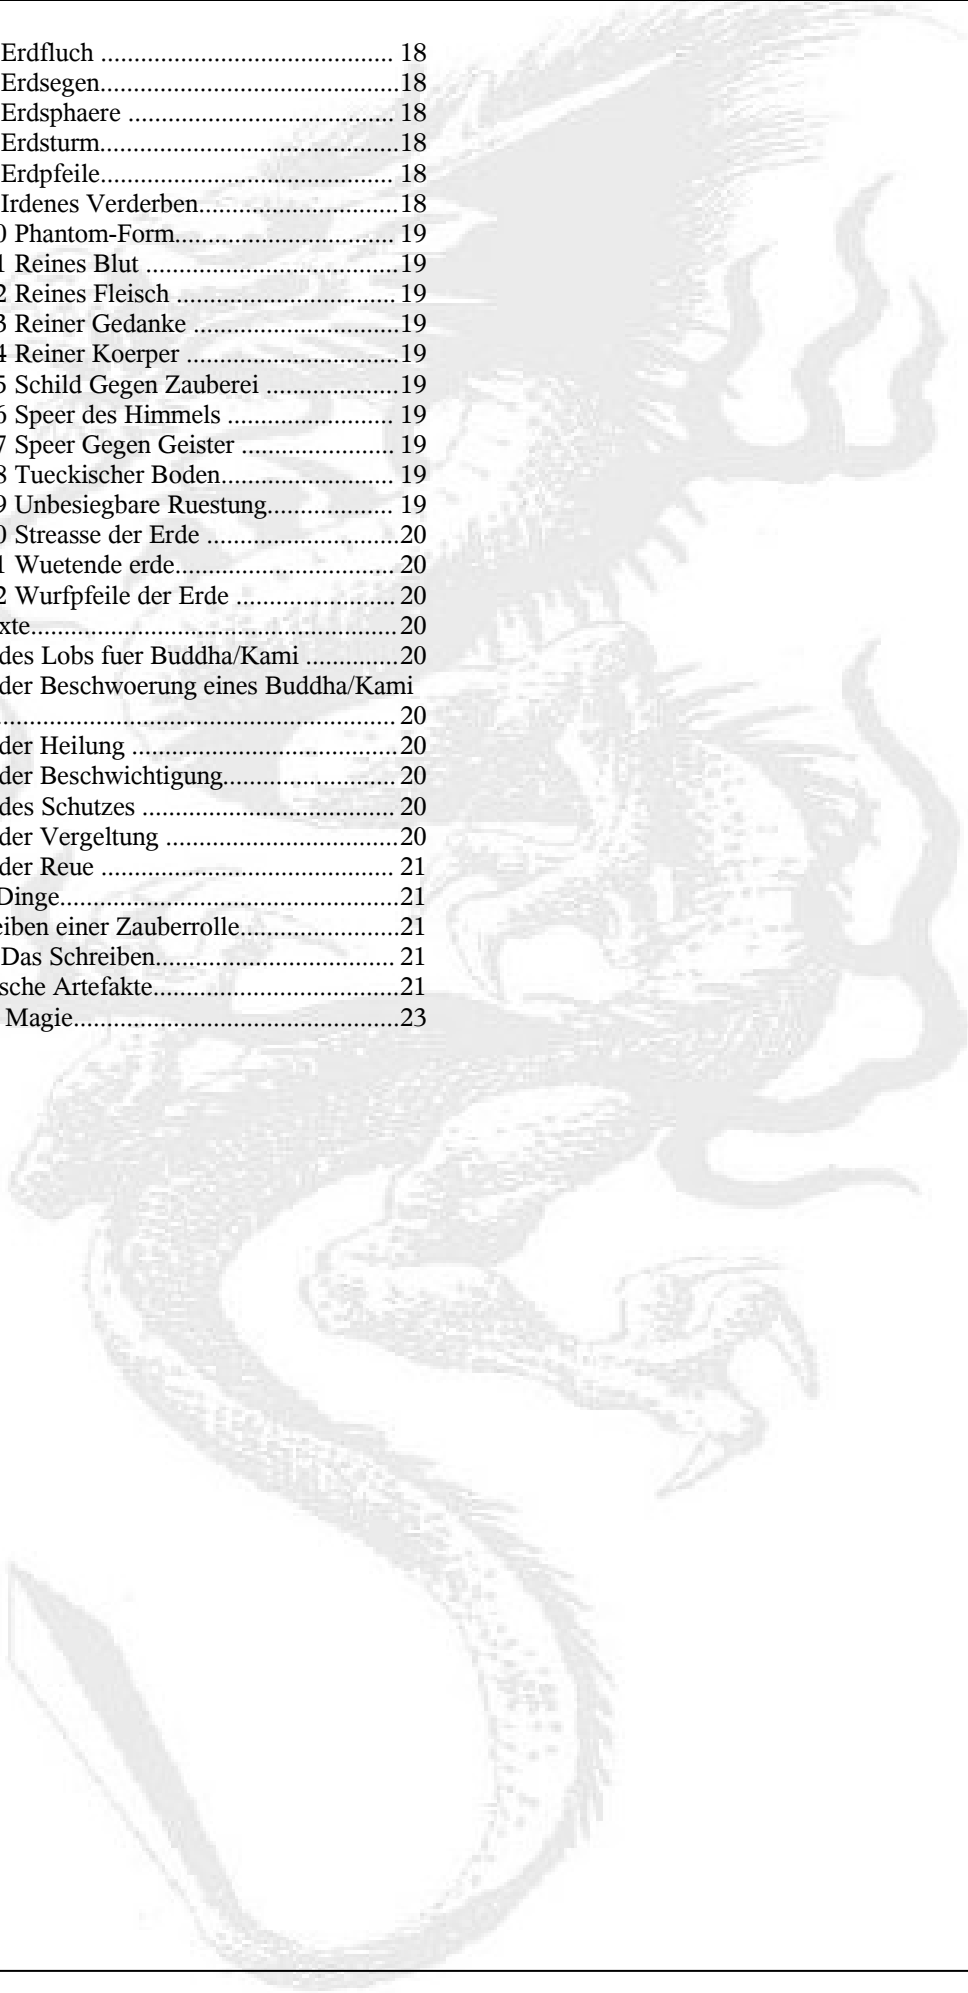 Erdfluch ............................................ 18
Erdsegen.............................................18
Erdsphaere ........................................ 18
Erdsturm.............................................18
Erdpfeile............................................ 18
Irdenes Verderben..............................18
0 Phantom-Form................................. 19
1 Reines Blut ......................................19
2 Reines Fleisch ................................. 19
3 Reiner Gedanke ...............................19
4 Reiner Koerper ................................19
5 Schild Gegen Zauberei ....................19
6 Speer des Himmels ......................... 19
7 Speer Gegen Geister ....................... 19
8 Tueckischer Boden.......................... 19
9 Unbesiegbare Ruestung................... 19
0 Streasse der Erde .............................20
1 Wuetende erde................................. 20
2 Wurfpfeile der Erde ........................ 20
xte.......................................................20
des Lobs fuer Buddha/Kami ..............20
der Beschwoerung eines Buddha/Kami
............................................................ 20
der Heilung ........................................20
der Beschwichtigung.......................... 20
des Schutzes ...................................... 20
der Vergeltung ...................................20
der Reue ............................................ 21
Dinge..................................................21
eiben einer Zauberrolle........................21
Das Schreiben.................................... 21
sche Artefakte.....................................21
Magie.................................................23